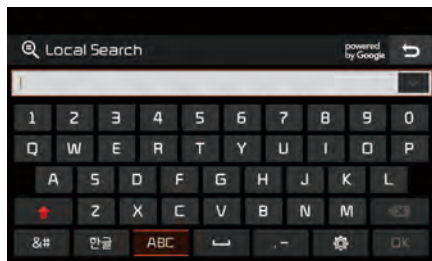 Local Search
powered
by Google
1 2 3 4 5 6 7 8 9 0
Q W E R T Y U I O P
A S D F G H J K L
Z X C V B N M
&# 한글 ABC . – OK